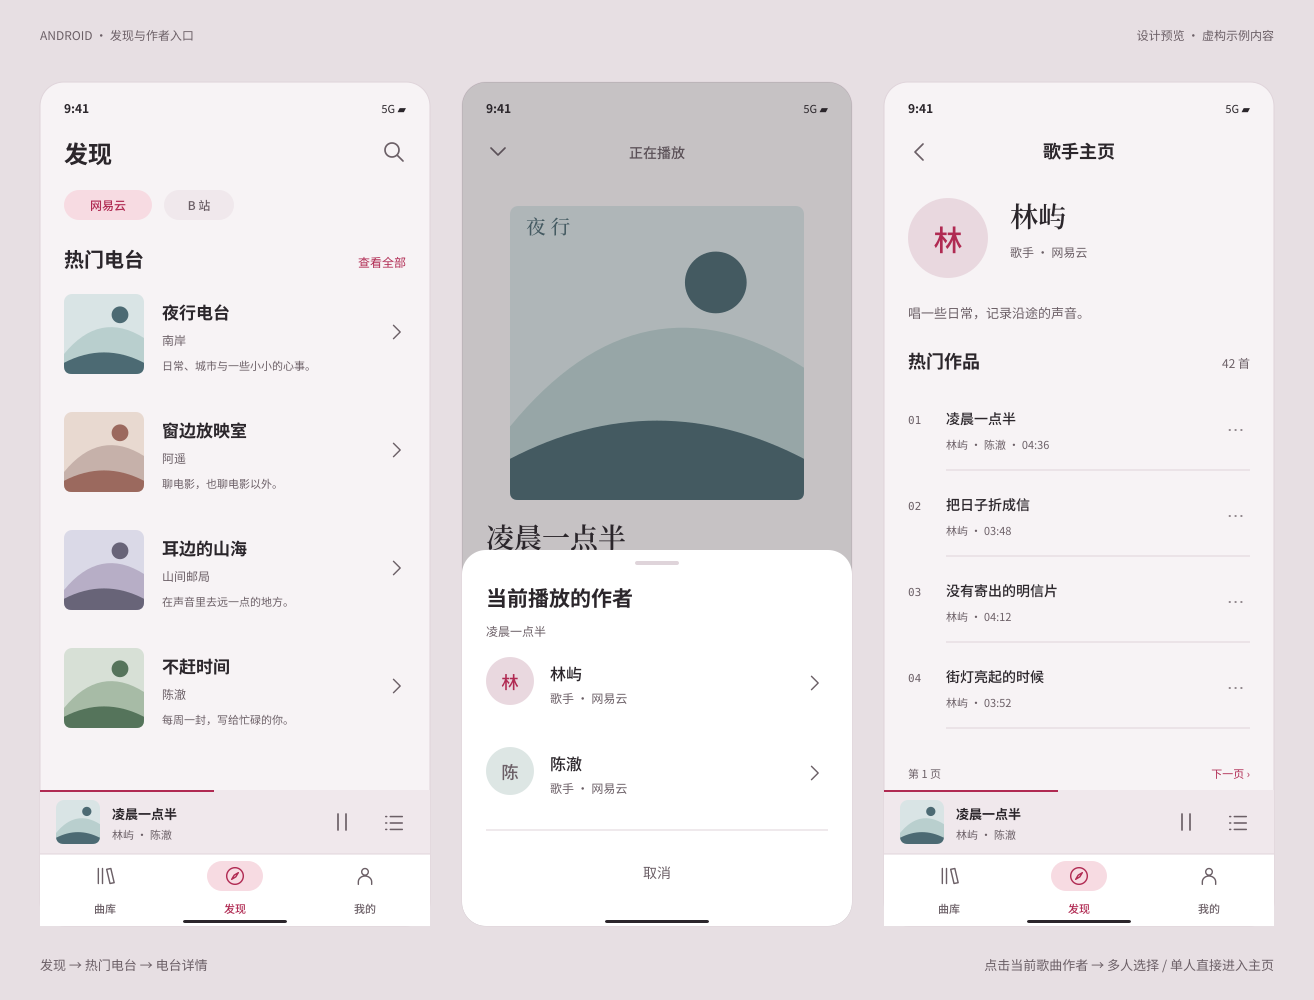 ANDROID · 发现与作者入口
设计预览 · 虚构示例内容
9:41
5G
发现
网易云
B 站
热门电台
查看全部
夜行电台
南岸
日常、城市与一些小小的心事。
窗边放映室
阿遥
聊电影，也聊电影以外。
耳边的山海
山间邮局
在声音里去远一点的地方。
不赶时间
陈澈
每周一封，写给忙碌的你。
凌晨一点半
林屿 · 陈澈
曲库
发现
我的
9:41
5G
正在播放
夜行
凌晨一点半
当前播放的作者
凌晨一点半
林
林屿
歌手 · 网易云
陈
陈澈
歌手 · 网易云
取消
9:41
5G
歌手主页
林
林屿
歌手 · 网易云
唱一些日常，记录沿途的声音。
热门作品
42 首
01
凌晨一点半
林屿 · 陈澈 · 04:36
02
把日子折成信
林屿 · 03:48
03
没有寄出的明信片
林屿 · 04:12
04
街灯亮起的时候
林屿 · 03:52
第 1 页
下一页 ›
凌晨一点半
林屿 · 陈澈
曲库
发现
我的
发现 → 热门电台 → 电台详情
点击当前歌曲作者 → 多人选择 / 单人直接进入主页